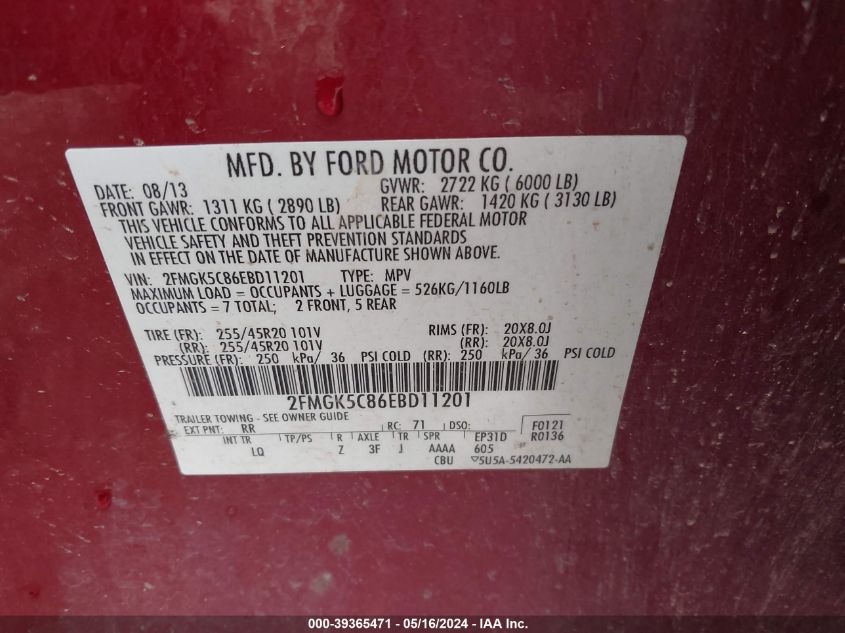 MFD. BY FORD MOTOR CO.
DATE: 08/13 GVWR: 2722 KG ( 6000 LB)
FRONT GAWR: 1311 KG ( 2890 LB) REAR GAWR: 1420 KG ( 3130 LB)
THIS VEHICLE CONFORMS TO ALL APPLICABLE FEDERAL MOTOR
VEHICLE SAFETY AND THEFT PREVENTION STANDARDS
IN EFFECT ON THE DATE OF MANUFACTURE SHOWN ABOVE.
VIN: 2FMGK5C86EBD11201 TYPE: MPV
MAXIMUM LOAD = OCCUPANTS + LUGGAGE = 526KG/1160LB
OCCUPANTS = 7 TOTAL; 2 FRONT, 5 REAR
TIRE (FR): 255/45R20 101V RIMS (FR): 20X8.0J
(RR): 255/45R20 101V (RR): 20X8.0J
PRESSURE (FR): 250 kPa/ 36 PSI COLD (RR): 250 kPa/ 36 PSI COLD
2FMGK5C86EBD11201
TRAILER TOWING - SEE OWNER GUIDE
EXT PNT: RR RC: 71 DSO: F0121
INT TR TP/PS R AXLE TR SPR EP31D R0136
LQ Z 3F J AAAA 605
CBU ▽5U5A-5420472-AA
000-39365471 - 05/16/2024 - IAA Inc.